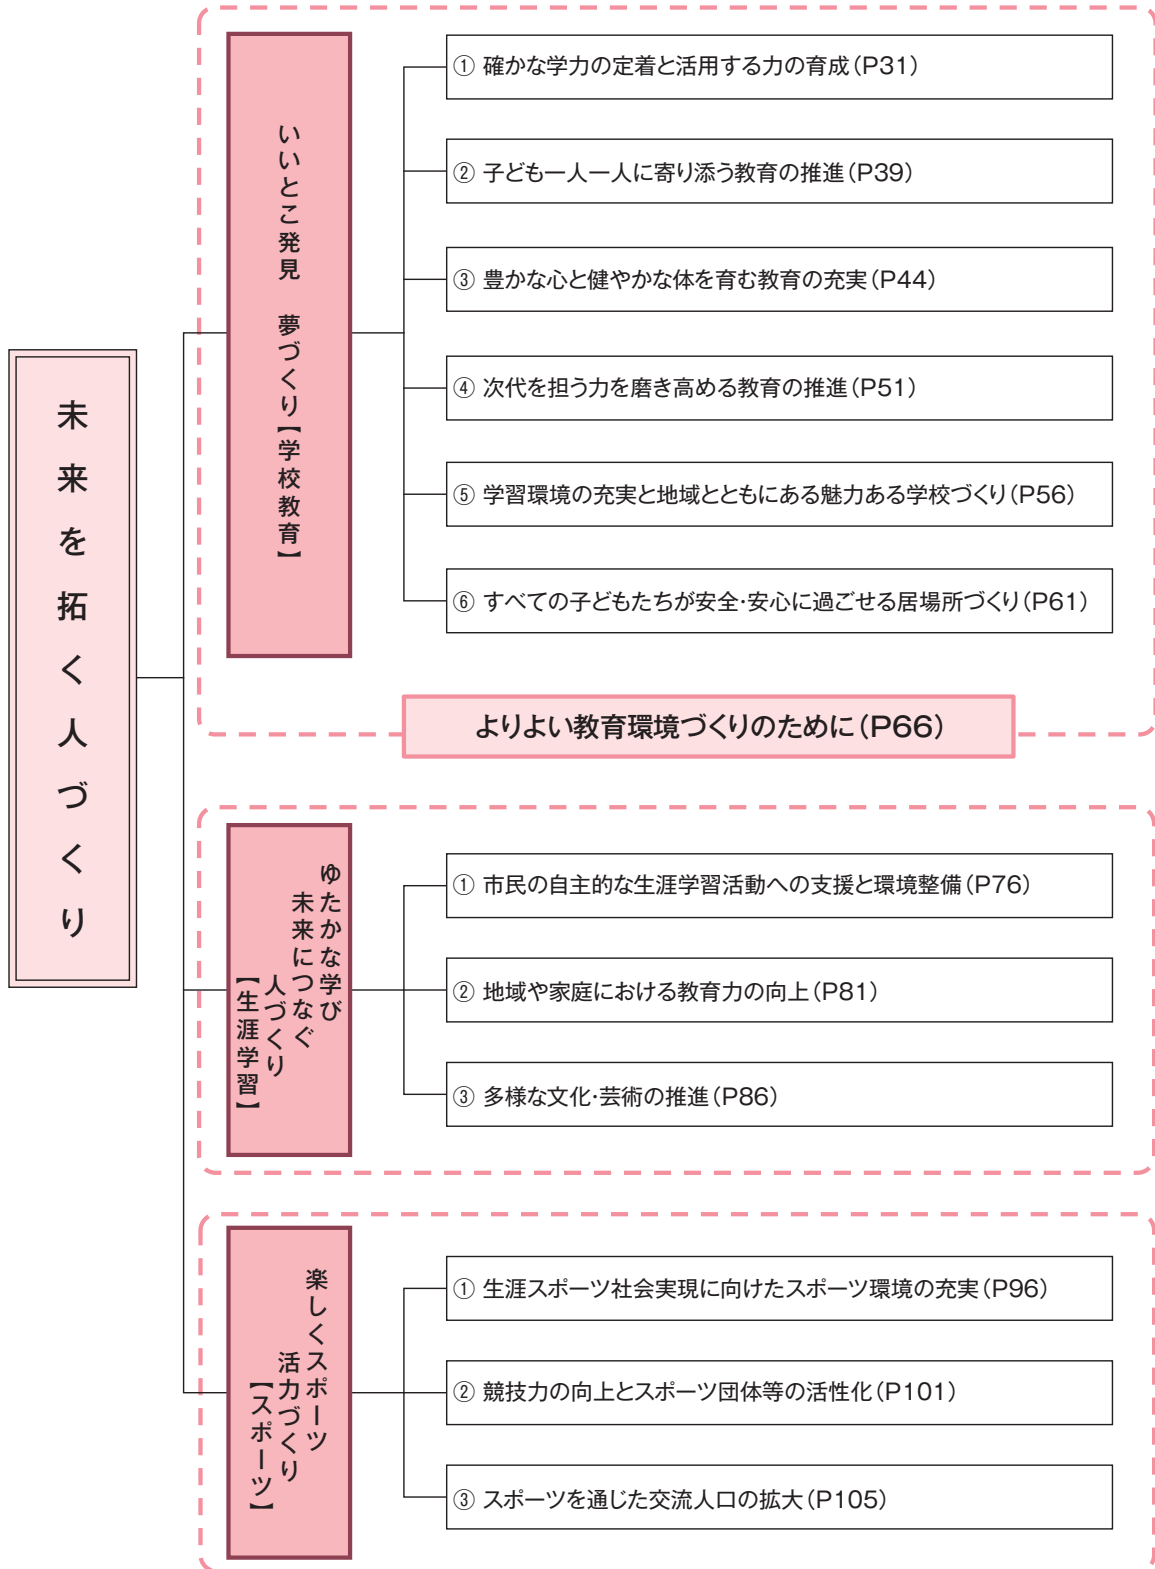 未来を拓く人づくり
いいとこ発見　夢づくり【学校教育】
① 確かな学力の定着と活用する力の育成（P31）
② 子ども一人一人に寄り添う教育の推進（P39）
③ 豊かな心と健やかな体を育む教育の充実（P44）
④ 次代を担う力を磨き高める教育の推進（P51）
⑤ 学習環境の充実と地域とともにある魅力ある学校づくり（P56）
⑥ すべての子どもたちが安全・安心に過ごせる居場所づくり（P61）
よりよい教育環境づくりのために（P66）
ゆたかな学び
未来につなぐ
人づくり
【生涯学習】
① 市民の自主的な生涯学習活動への支援と環境整備（P76）
② 地域や家庭における教育力の向上（P81）
③ 多様な文化・芸術の推進（P86）
楽しくスポーツ
活力づくり
【スポーツ】
① 生涯スポーツ社会実現に向けたスポーツ環境の充実（P96）
② 競技力の向上とスポーツ団体等の活性化（P101）
③ スポーツを通じた交流人口の拡大（P105）